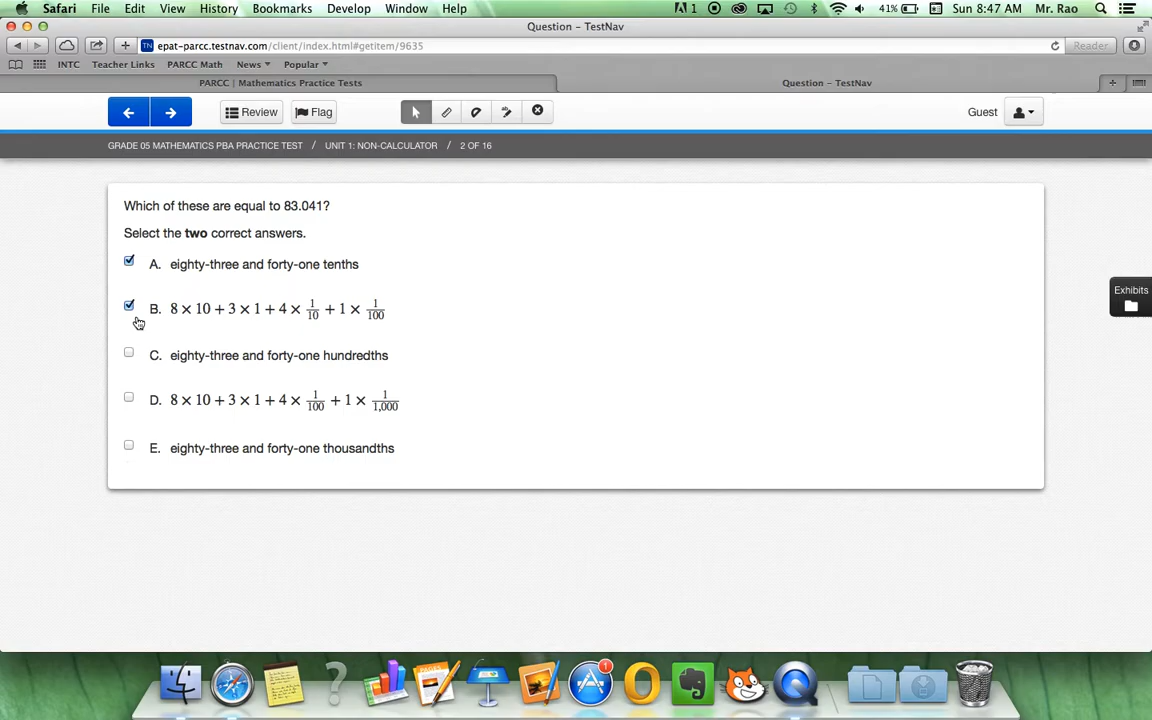 Safari File Edit View History Bookmarks Develop Window Help 1 41% Sun 8:47 AM Mr. Rao
Question – TestNav
TN epat-parcc.testnav.com/client/index.html#getitem/9635 Reader
INTC Teacher Links PARCC Math News Popular
PARCC | Mathematics Practice Tests Question – TestNav
Review Flag Guest
GRADE 05 MATHEMATICS PBA PRACTICE TEST / UNIT 1: NON-CALCULATOR / 2 OF 16
Which of these are equal to 83.041?
Select the two correct answers.
A. eighty-three and forty-one tenths
B. 8 × 10 + 3 × 1 + 4 × 1/10 + 1 × 1/100
Exhibits
C. eighty-three and forty-one hundredths
D. 8 × 10 + 3 × 1 + 4 × 1/100 + 1 × 1/1,000
E. eighty-three and forty-one thousandths